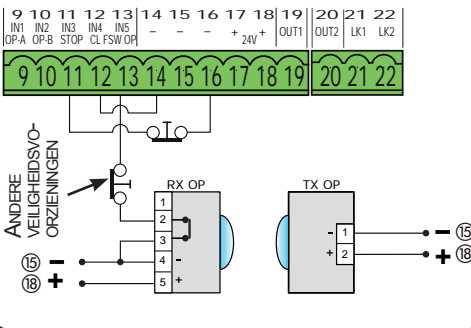 9 10 11 12 13 14 15 16 17 18 19 20 21 22
IN1 IN2 IN3 IN4 IN5 - - - + + OUT1 OUT2 LK1 LK2
OP-A OP-B STOP CL FSW OP 24V
9 10 11 12 13 14 15 16 17 18 19 20 21 22
ANDERE
VEILIGHEIDSVO-
ORZIENINGEN
RX OP
TX OP
1
2
3
4 -
5 +
- 1
+ 2
⑮ -
⑱ +
- ⑮
+ ⑱